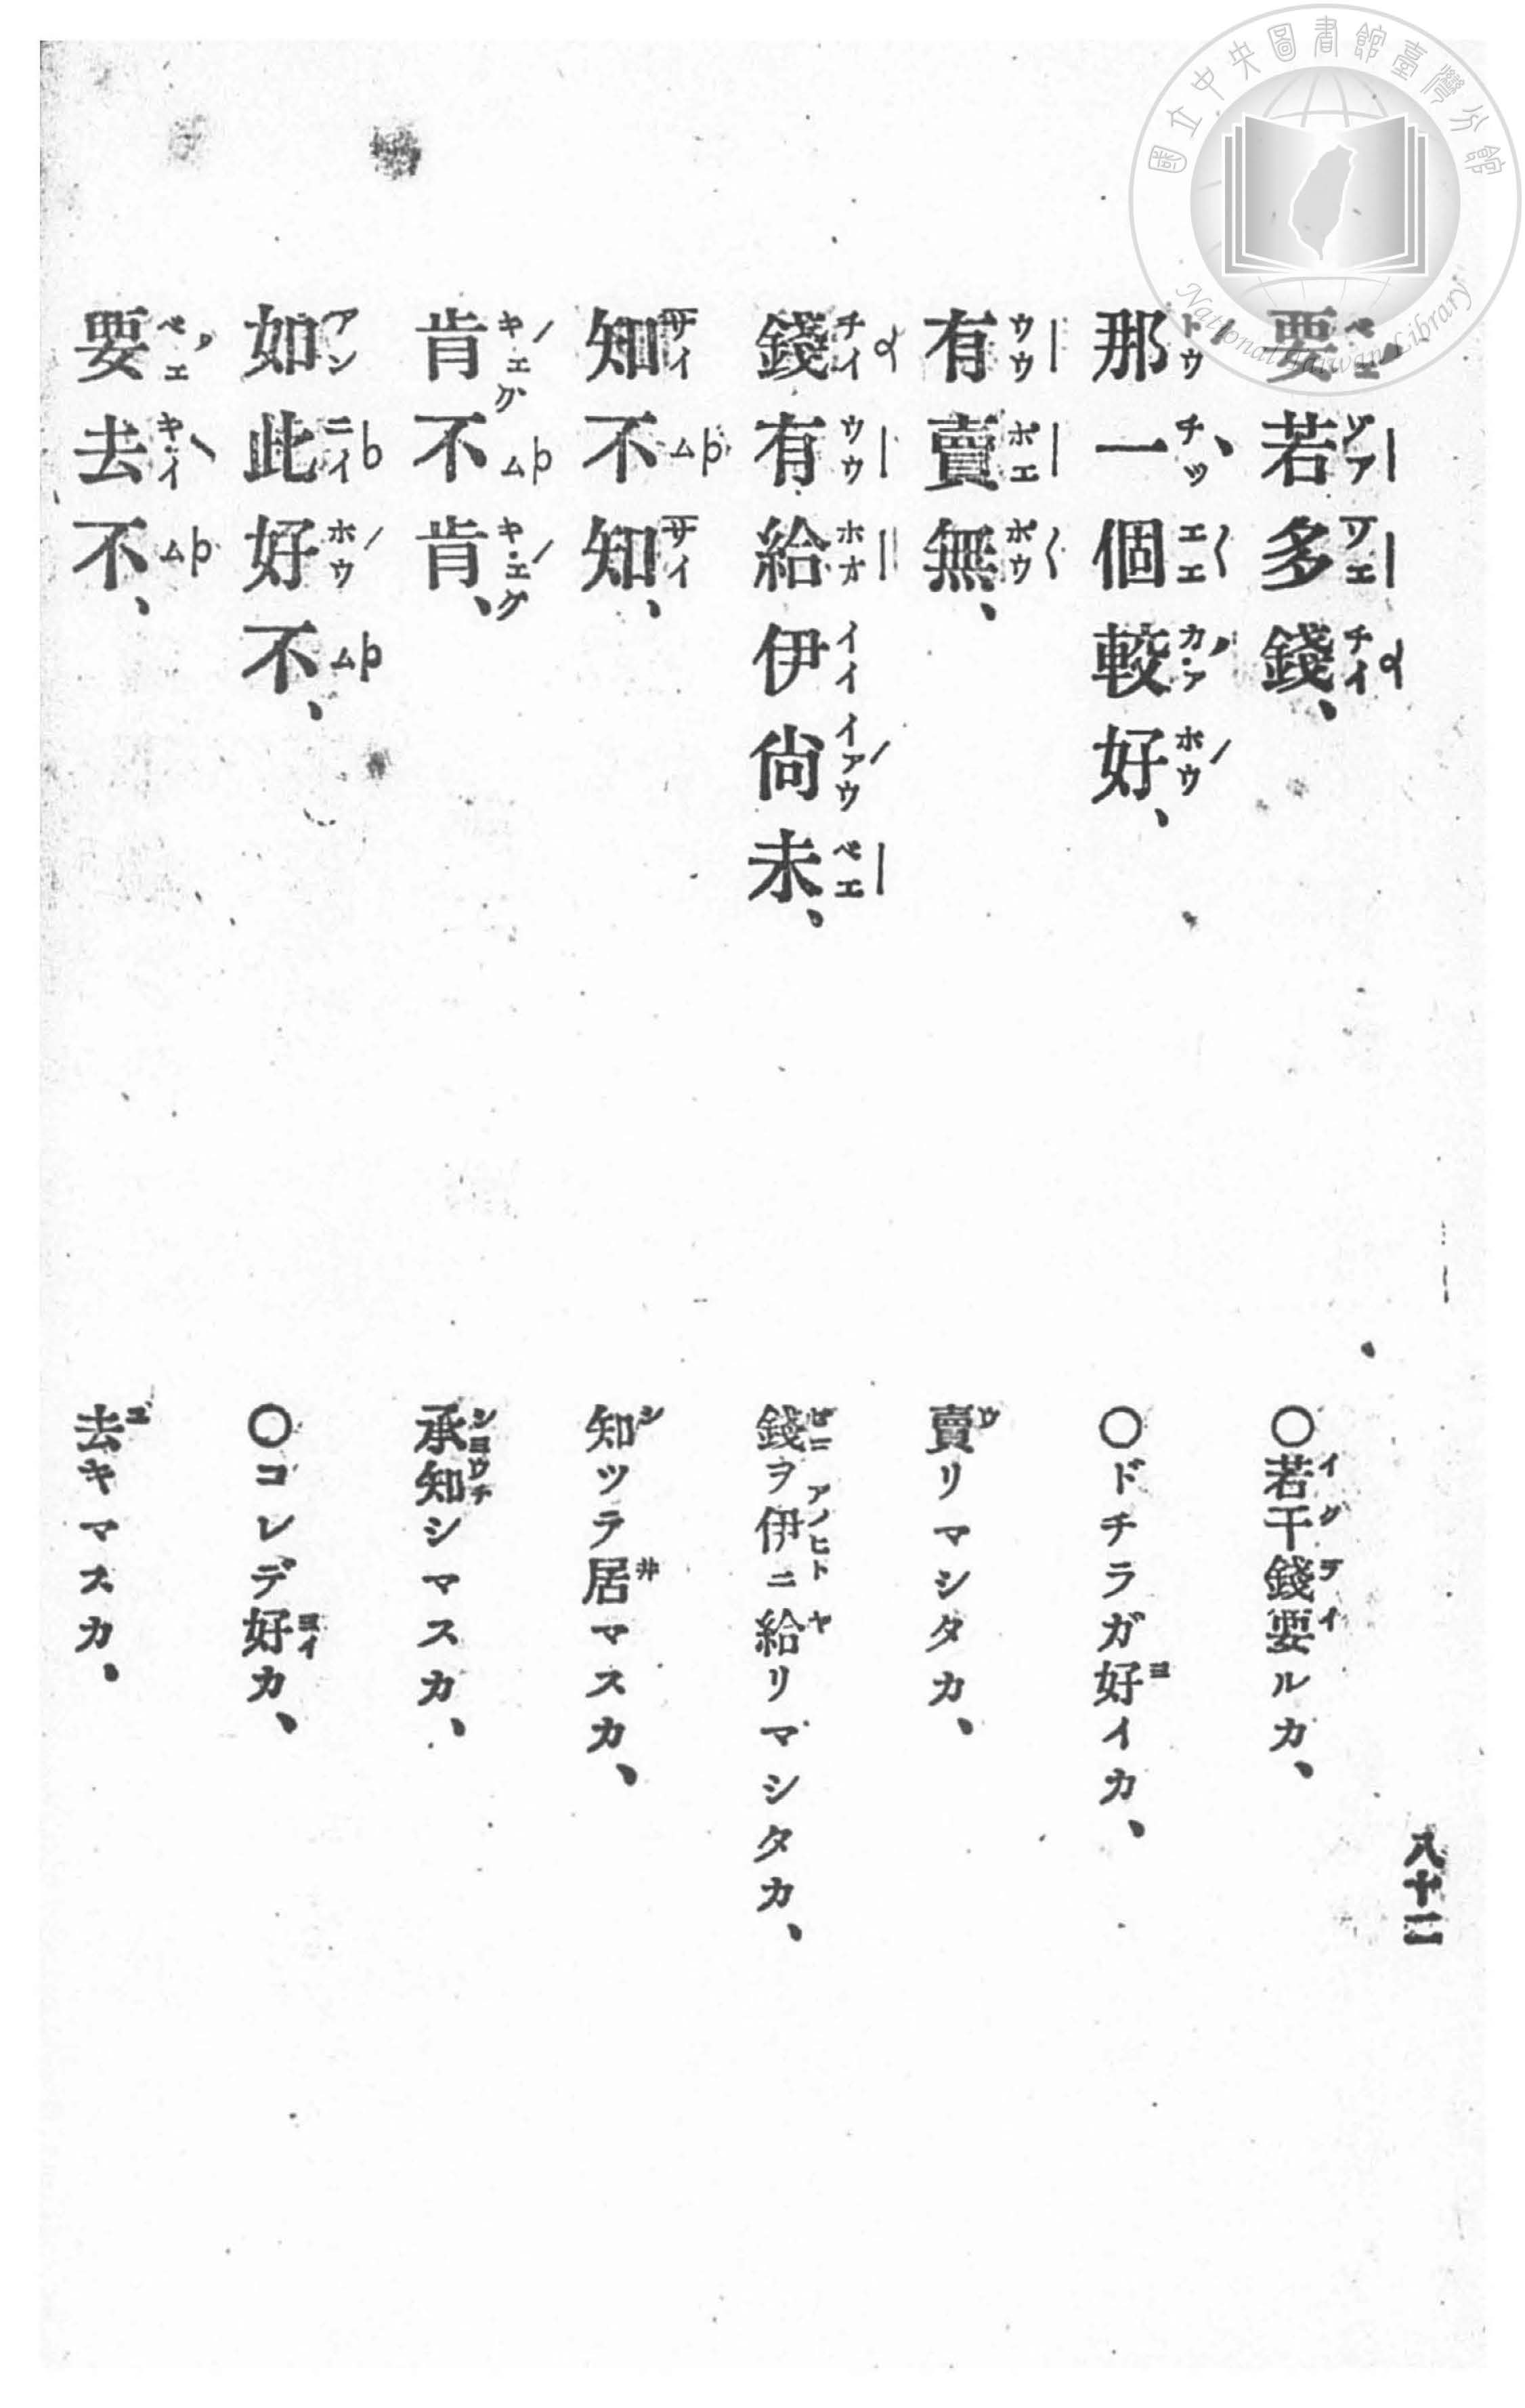 要若多錢、
那一個較好、
有賣無、
錢有給伊尙未、
知不知、
肯不肯、
如此好不、
要去不、
〇若干錢要ルカ、
〇ドチラガ好イカ、
賣リマシタカ、
錢ヲ伊ニ給リマシタカ、
知ツラ居マスカ、
承知シマスカ、
〇コレデ好カ、
去キマスカ、
八十二
國立中央圖書館臺灣分館
National Taiwan Library